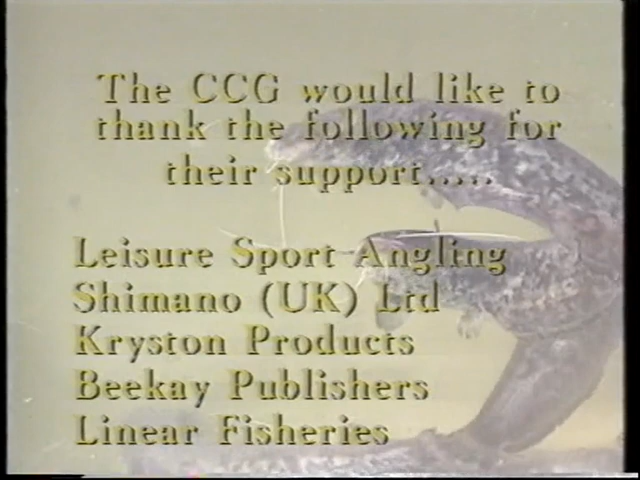 The CCG would like to
thank the following for
their support.....
Leisure Sport Angling
Shimano (UK) Ltd
Kryston Products
Beekay Publishers
Linear Fisheries